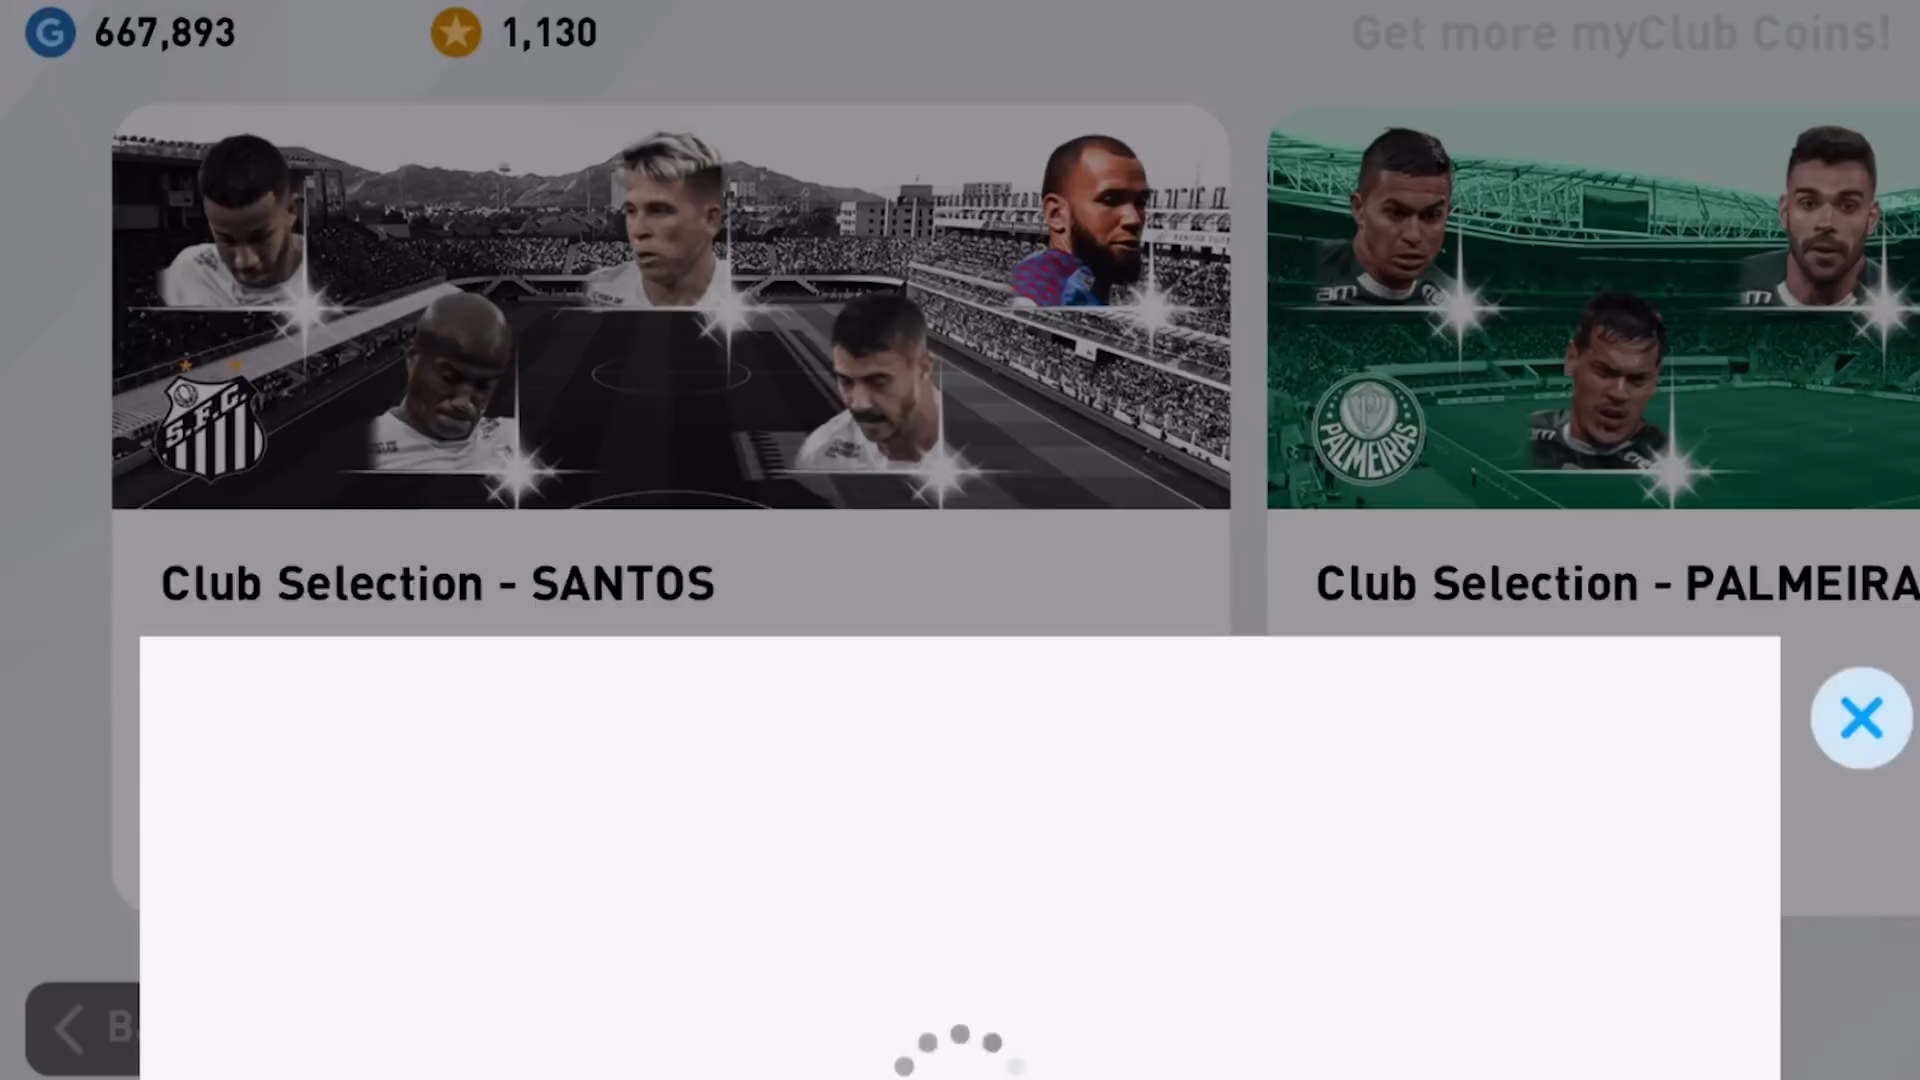 667,893
1,130
Get more myClub Coins!
S.F.C.
PALMEIRAS
Club Selection - SANTOS
Club Selection - PALMEIRA
B